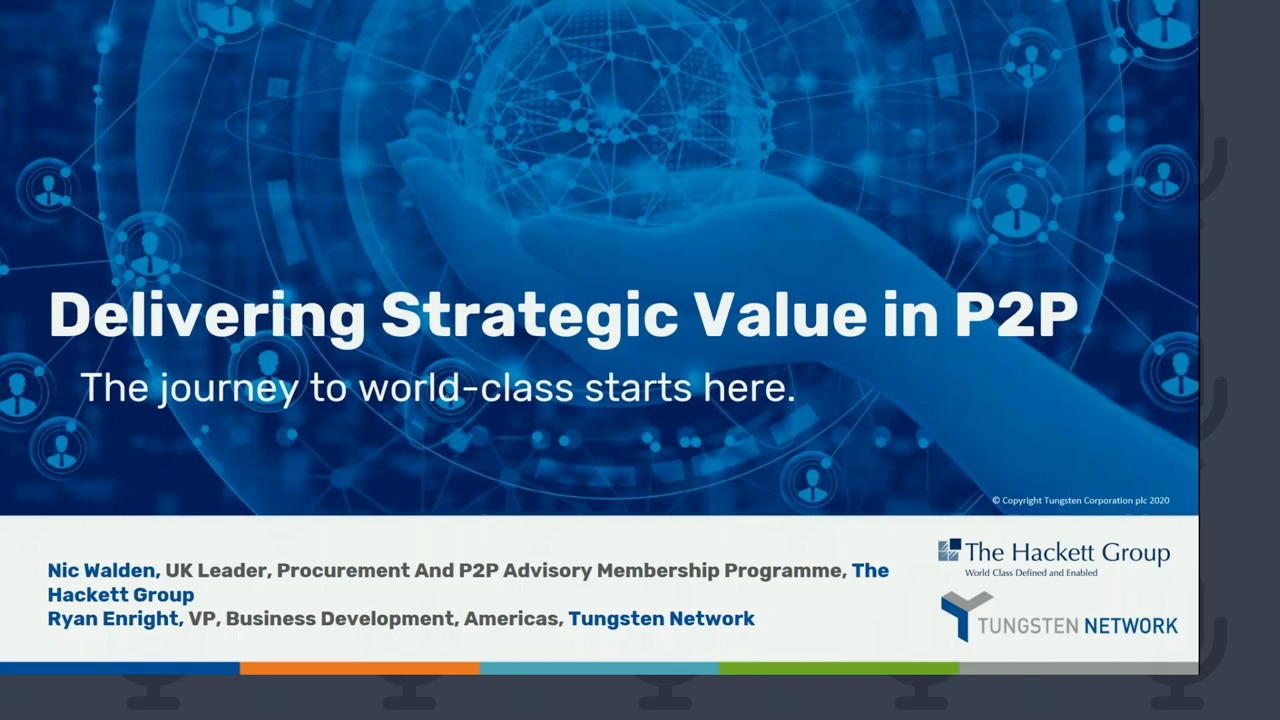 Delivering Strategic Value in P2P
The journey to world-class starts here.
© Copyright Tungsten Corporation plc 2020
Nic Walden, UK Leader, Procurement And P2P Advisory Membership Programme, The
Hackett Group
Ryan Enright, VP, Business Development, Americas, Tungsten Network
The Hackett Group
World Class Defined and Enabled
TUNGSTEN NETWORK